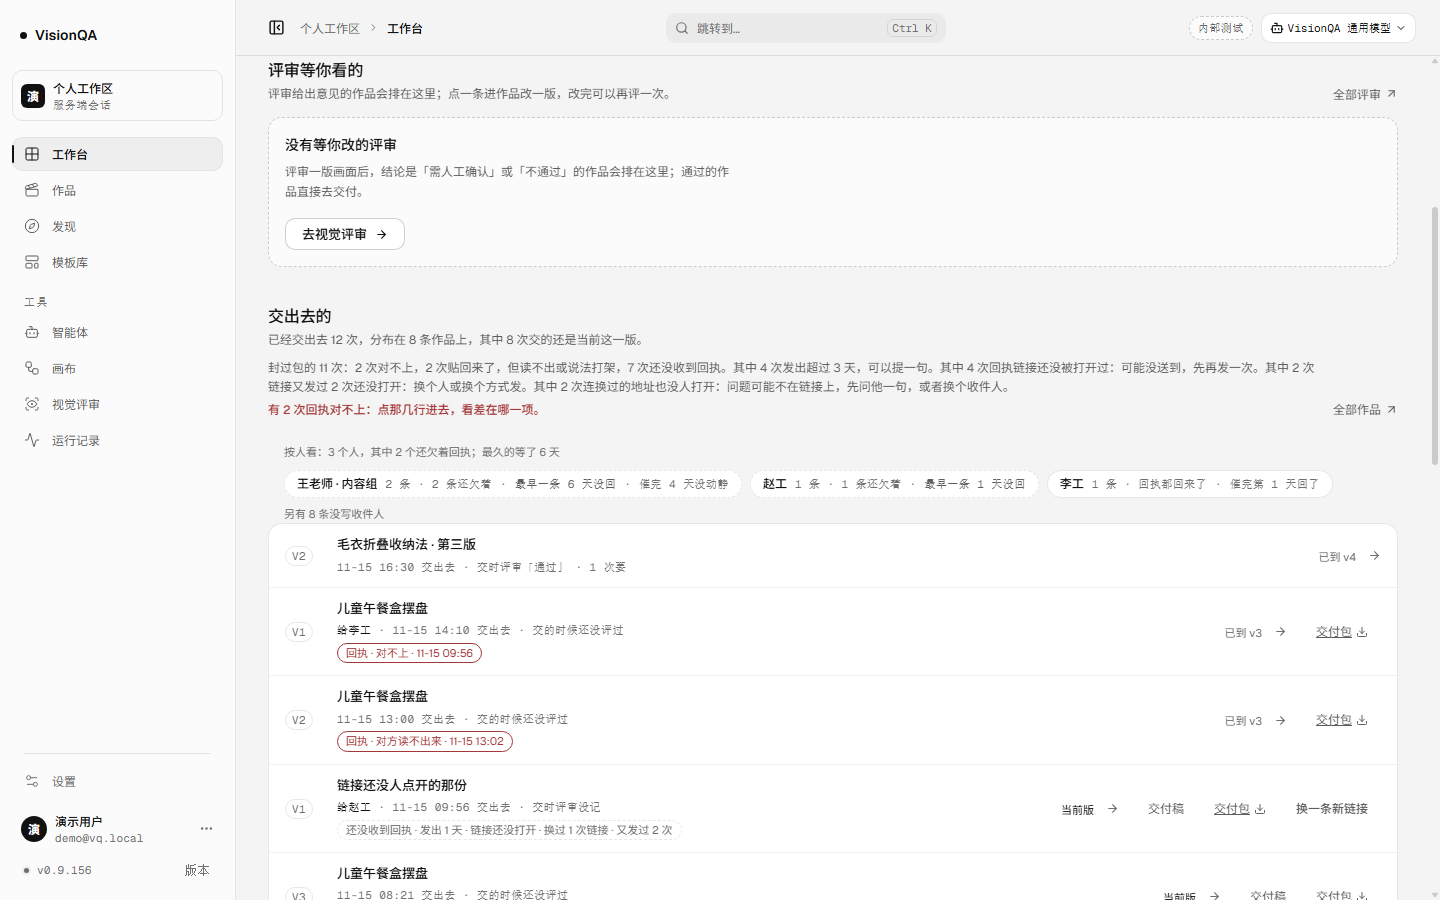 VisionQA
演
个人工作区
服务端会话
工作台
作品
发现
模板库
工具
智能体
画布
视觉评审
运行记录
设置
演
演示用户
demo@vq.local
v0.9.156
版本
个人工作区
工作台
跳转到…
Ctrl K
内部测试
VisionQA 通用模型
评审等你看的
评审给出意见的作品会排在这里；点一条进作品改一版，改完可以再评一次。
全部评审
没有等你改的评审
评审一版画面后，结论是「需人工确认」或「不通过」的作品会排在这里；通过的作
品直接去交付。
去视觉评审
交出去的
已经交出去 12 次，分布在 8 条作品上，其中 8 次交的还是当前这一版。
封过包的 11 次：2 次对不上，2 次贴回来了，但读不出或说法打架，7 次还没收到回执。其中 4 次发出超过 3 天，可以提一句。其中 4 次回执链接还没被打开过：可能没送到，先再发一次。其中 2 次
链接又发过 2 次还没打开：换个人或换个方式发。其中 2 次连换过的地址也没人打开：问题可能不在链接上，先问他一句，或者换个收件人。
有 2 次回执对不上：点那几行进去，看差在哪一项。
全部作品
按人看：3 个人，其中 2 个还欠着回执；最久的等了 6 天
王老师 · 内容组 2 条 · 2 条还欠着 · 最早一条 6 天没回 · 催完 4 天没动静
赵工 1 条 · 1 条还欠着 · 最早一条 1 天没回
李工 1 条 · 回执都回来了 · 催完第 1 天回了
另有 8 条没写收件人
V2
毛衣折叠收纳法 · 第三版
11-15 16:30 交出去 · 交时评审「通过」 · 1 次要
已到 v4
V1
儿童午餐盒摆盘
给李工 · 11-15 14:10 交出去 · 交的时候还没评过
回执 · 对不上 · 11-15 09:56
已到 v3
交付包
V2
儿童午餐盒摆盘
11-15 13:00 交出去 · 交的时候还没评过
回执 · 对方读不出来 · 11-15 13:02
已到 v3
交付包
V1
链接还没人点开的那份
给赵工 · 11-15 09:56 交出去 · 交时评审没记
还没收到回执 · 发出 1 天 · 链接还没打开 · 换过 1 次链接 · 又发过 2 次
当前版
交付稿
交付包
换一条新链接
V3
儿童午餐盒摆盘
11-15 08:21 交出去 · 交的时候还没评过
当前版
交付稿
交付包